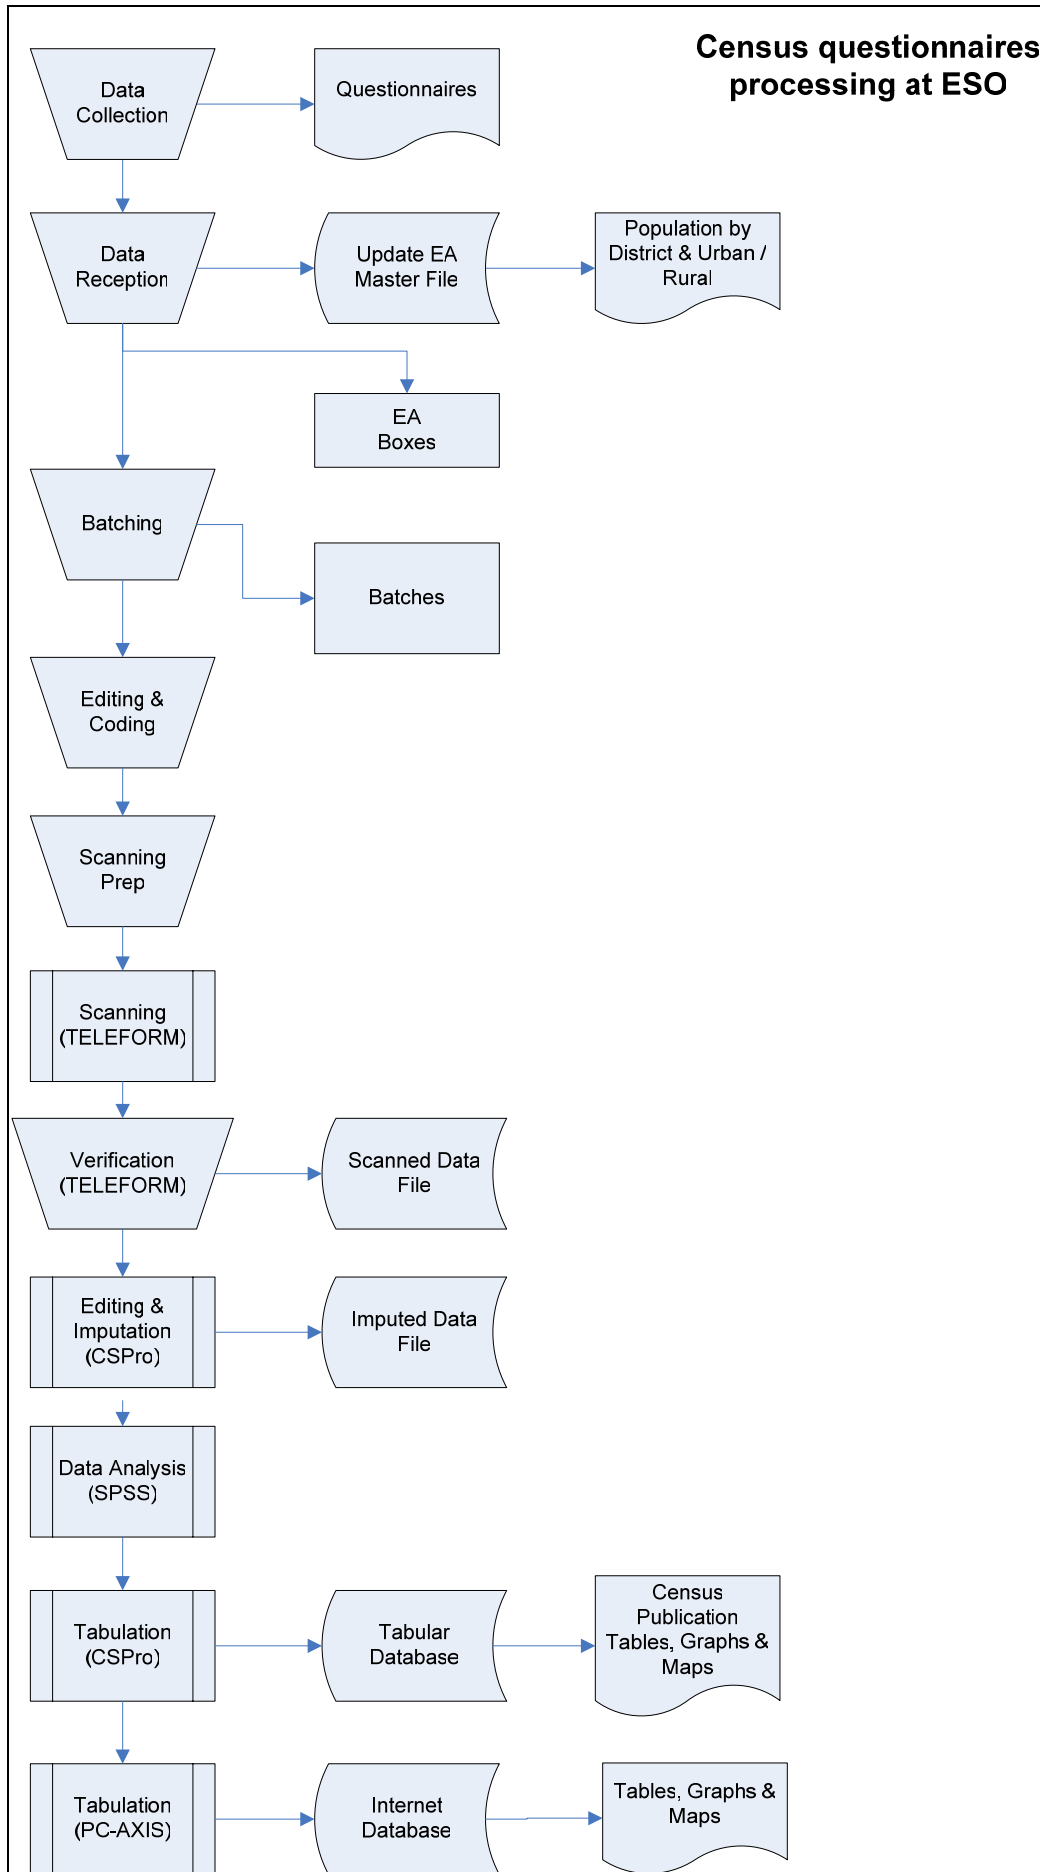 Census questionnaires
processing at ESO
Data
Collection
Questionnaires
Data
Reception
Update EA
Master File
Population by
District & Urban /
Rural
EA
Boxes
Batching
Batches
Editing &
Coding
Scanning
Prep
Scanning
(TELEFORM)
Verification
(TELEFORM)
Scanned Data
File
Editing &
Imputation
(CSPro)
Imputed Data
File
Data Analysis
(SPSS)
Tabulation
(CSPro)
Tabular
Database
Census
Publication
Tables, Graphs &
Maps
Tabulation
(PC-AXIS)
Internet
Database
Tables, Graphs &
Maps